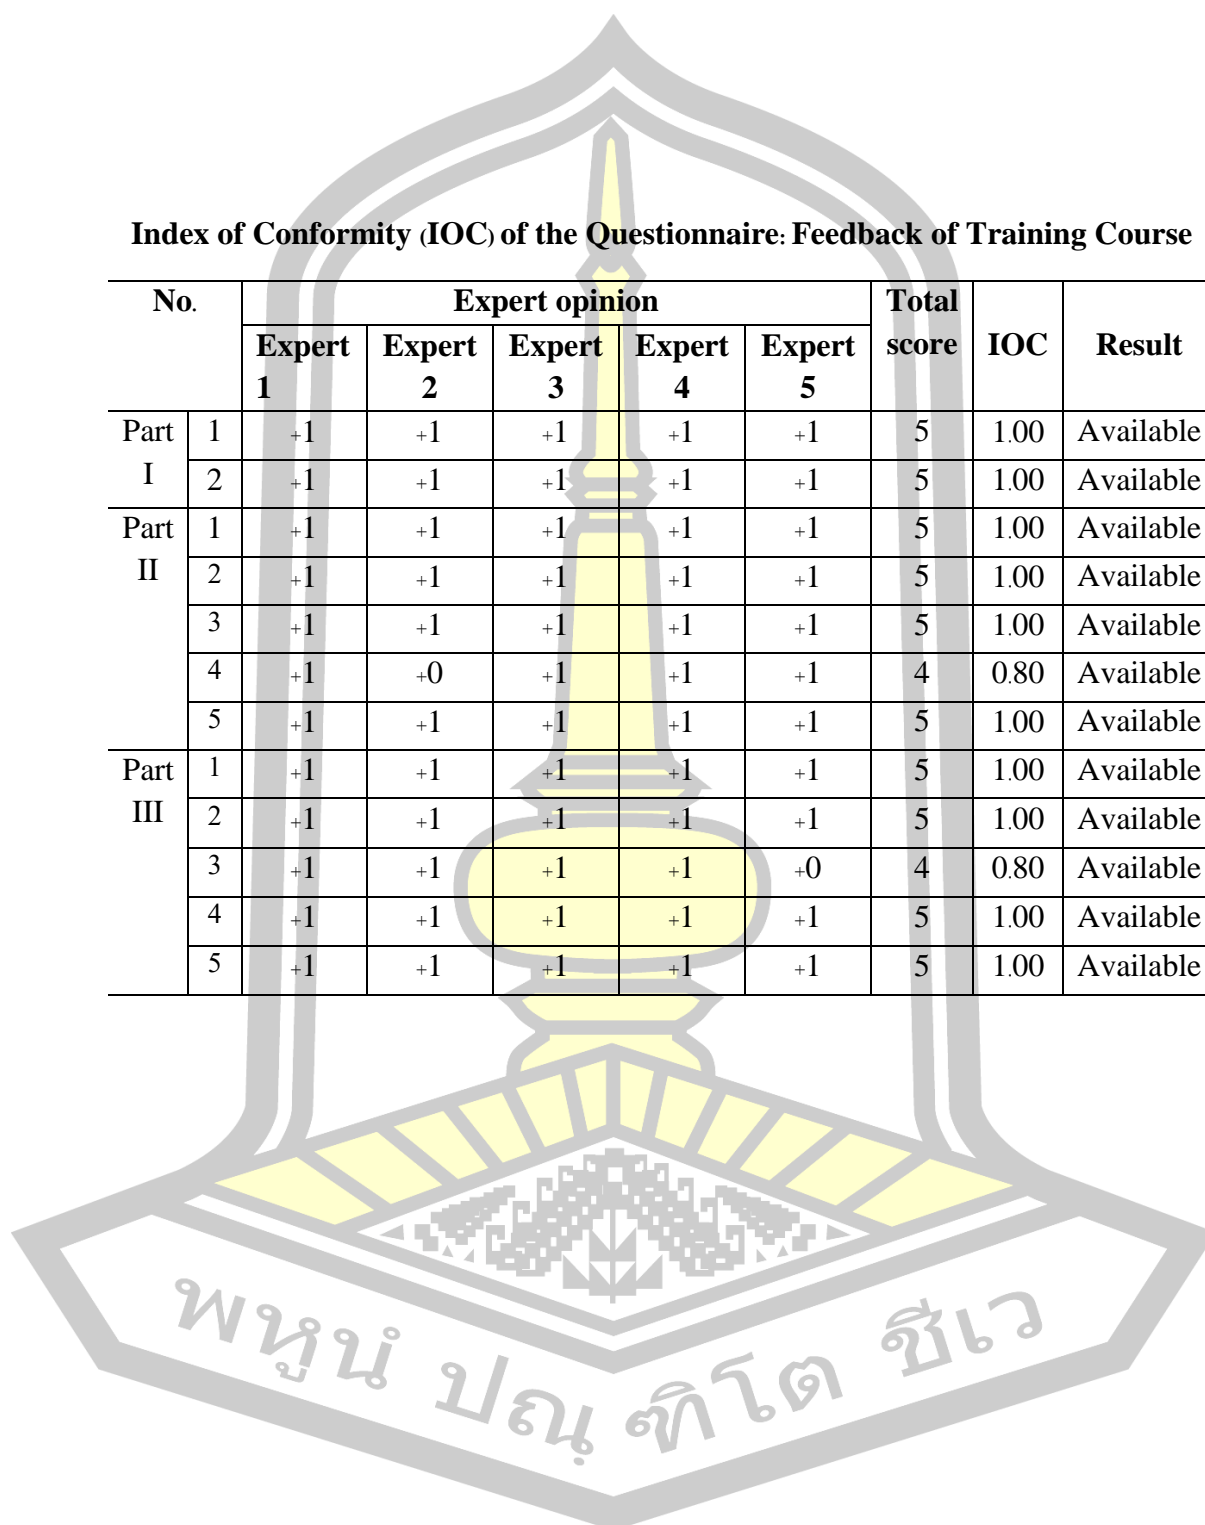 Index of Conformity (IOC) of the Questionnaire: Feedback of Training Course
No. Expert opinion Total score IOC Result
Expert 1 Expert 2 Expert 3 Expert 4 Expert 5
Part I 1 +1 +1 +1 +1 +1 5 1.00 Available
2 +1 +1 +1 +1 +1 5 1.00 Available
Part II 1 +1 +1 +1 +1 +1 5 1.00 Available
2 +1 +1 +1 +1 +1 5 1.00 Available
3 +1 +1 +1 +1 +1 5 1.00 Available
4 +1 +0 +1 +1 +1 4 0.80 Available
5 +1 +1 +1 +1 +1 5 1.00 Available
Part III 1 +1 +1 +1 +1 +1 5 1.00 Available
2 +1 +1 +1 +1 +1 5 1.00 Available
3 +1 +1 +1 +1 +0 4 0.80 Available
4 +1 +1 +1 +1 +1 5 1.00 Available
5 +1 +1 +1 +1 +1 5 1.00 Available
พหูนํ ปณฺ ฑิโต ชีเว